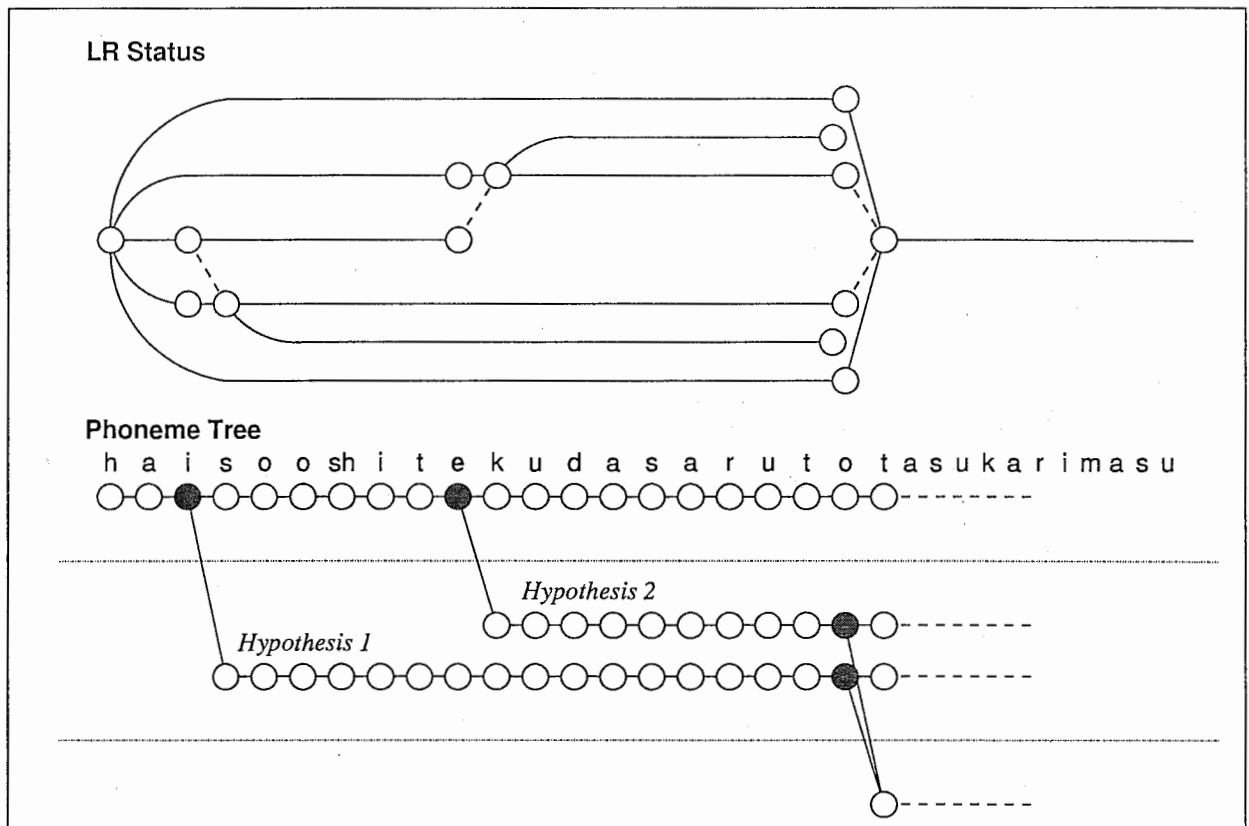 LR Status
Phoneme Tree
h a i s o o sh i t e k u d a s a r u t o t a s u k a r i m a s u
Hypothesis 2
Hypothesis 1